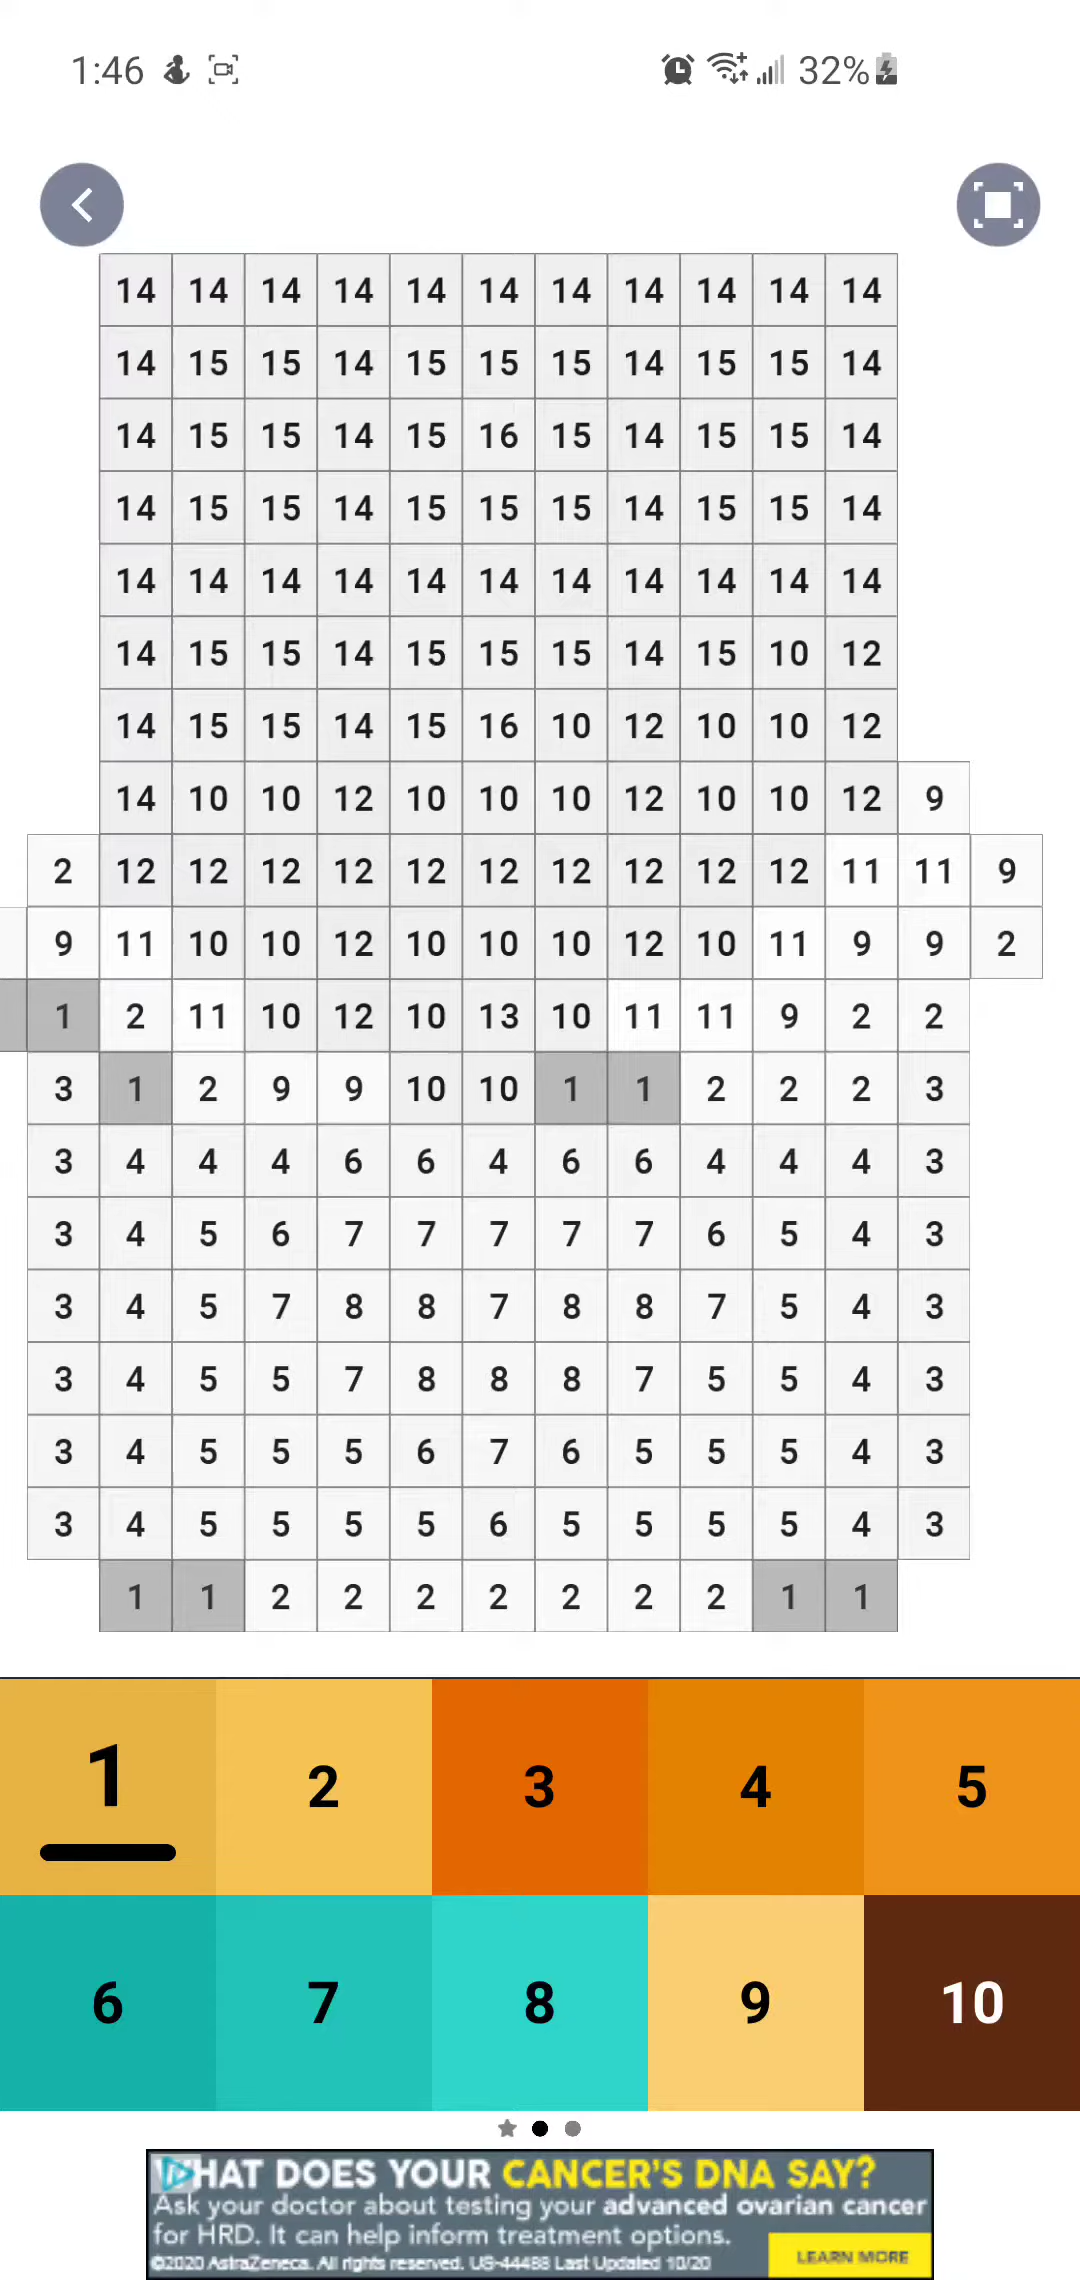 1:46 32%
14 14 14 14 14 14 14 14 14 14 14
14 15 15 14 15 15 15 14 15 15 14
14 15 15 14 15 16 15 14 15 15 14
14 15 15 14 15 15 15 14 15 15 14
14 14 14 14 14 14 14 14 14 14 14
14 15 15 14 15 15 15 14 15 10 12
14 15 15 14 15 16 10 12 10 10 12
14 10 10 12 10 10 10 12 10 10 12 9
2 12 12 12 12 12 12 12 12 12 12 11 11 9
9 11 10 10 12 10 10 10 12 10 11 9 9 2
1 2 11 10 12 10 13 10 11 11 9 2 2
3 1 2 9 9 10 10 1 1 2 2 2 3
3 4 4 4 6 6 4 6 6 4 4 4 3
3 4 5 6 7 7 7 7 7 6 5 4 3
3 4 5 7 8 8 7 8 8 7 5 4 3
3 4 5 5 7 8 8 8 7 5 5 4 3
3 4 5 5 5 6 7 6 5 5 5 4 3
3 4 5 5 5 5 6 5 5 5 5 4 3
1 1 2 2 2 2 2 2 2 1 1
1 2 3 4 5
6 7 8 9 10
WHAT DOES YOUR CANCER'S DNA SAY?
Ask your doctor about testing your advanced ovarian cancer
for HRD. It can help inform treatment options.
©2020 AstraZeneca. All rights reserved. US-44488 Last Updated 10/20
LEARN MORE